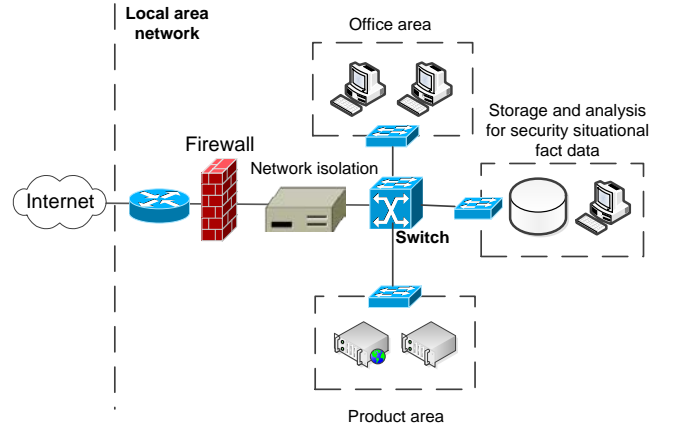 Local area
network
Office area
Storage and analysis
for security situational
fact data
Firewall
Network isolation
Internet
Switch
Product area